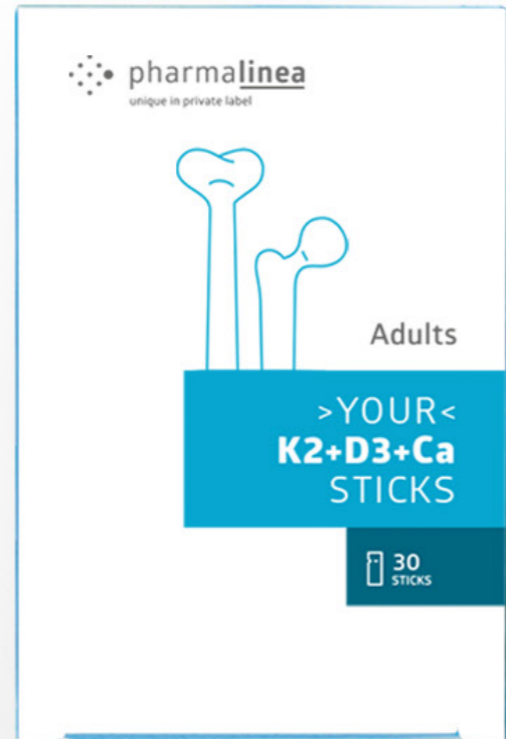 pharmalinea
unique in private label
Adults
>YOUR<
K2+D3+Ca
STICKS
30
STICKS